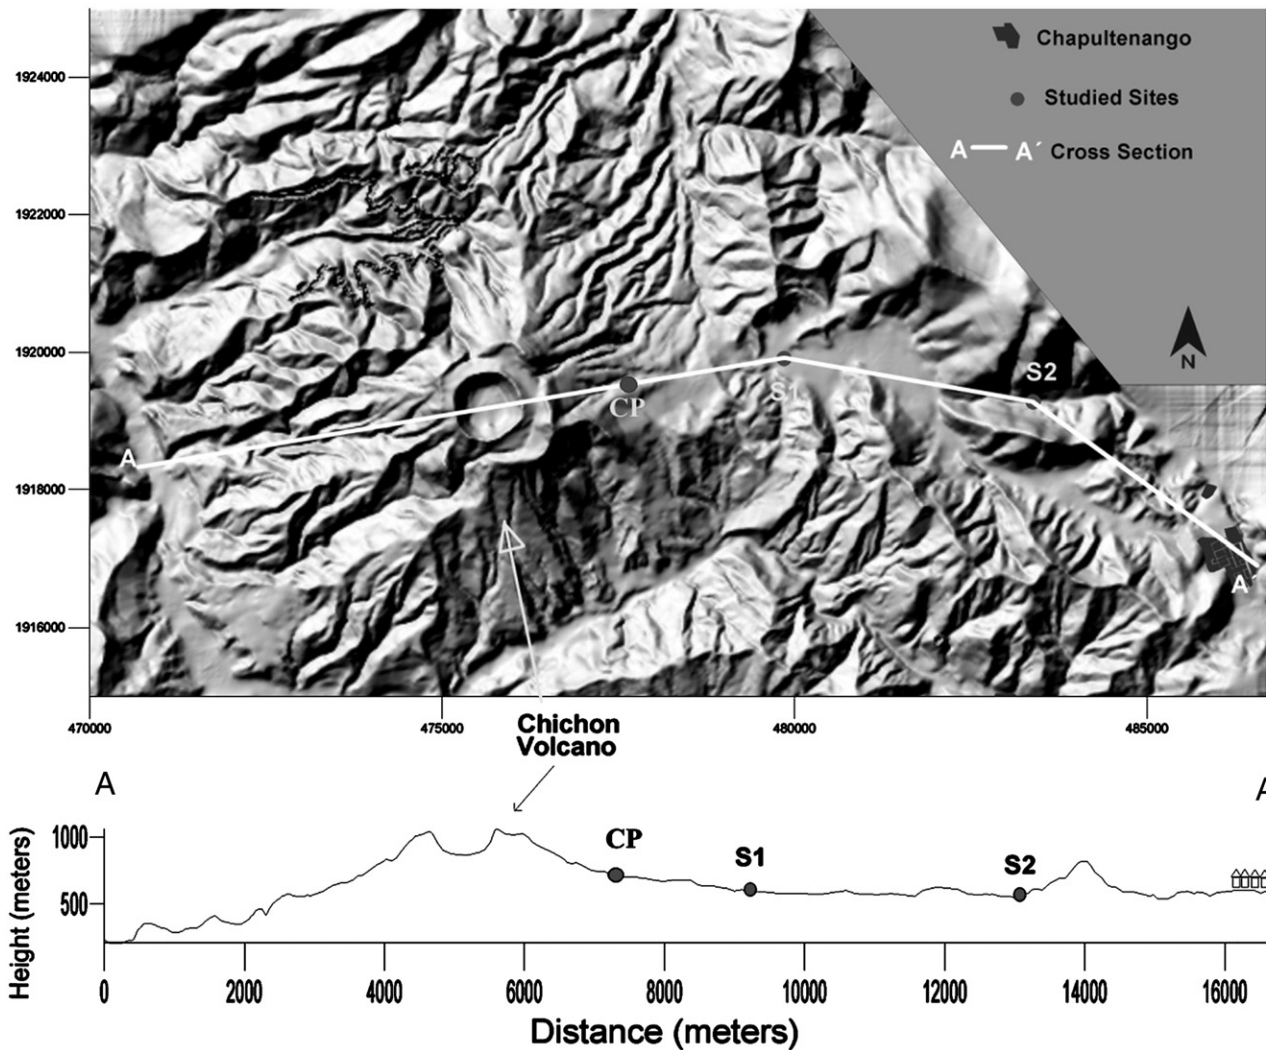 1924000
Chapultenango
Studied Sites
A A´ Cross Section
1922000
N
1920000
S2
CP
S1
A
1918000
A´
1916000
470000
475000
480000
485000
Chichon
Volcano
A
A
Height (meters)
1000
CP
S1
S2
500
0
2000
4000
6000
8000
10000
12000
14000
16000
Distance (meters)